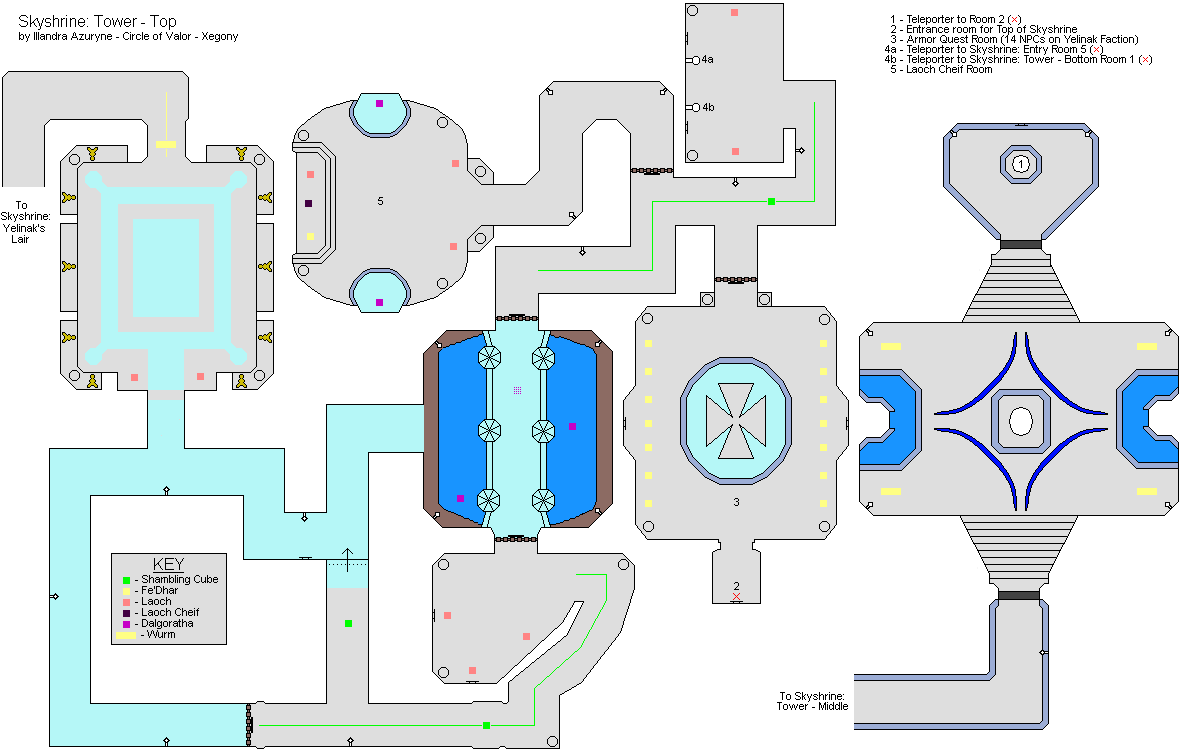 Skyshrine: Tower - Top
by Illandra Azuryne - Circle of Valor - Xegony
1 - Teleporter to Room 2 (×)
2 - Entrance room for Top of Skyshrine
3 - Armor Quest Room (14 NPCs on Yelinak Faction)
4a - Teleporter to Skyshrine: Entry Room 5 (×)
4b - Teleporter to Skyshrine: Tower - Bottom Room 1 (×)
5 - Laoch Cheif Room
4a
4b
1
To
Skyshrine:
Yelinak's
Lair
5
3
2
KEY
- Shambling Cube
- Fe'Dhar
- Laoch
- Laoch Cheif
- Dalgoratha
- Wurm
To Skyshrine:
Tower - Middle